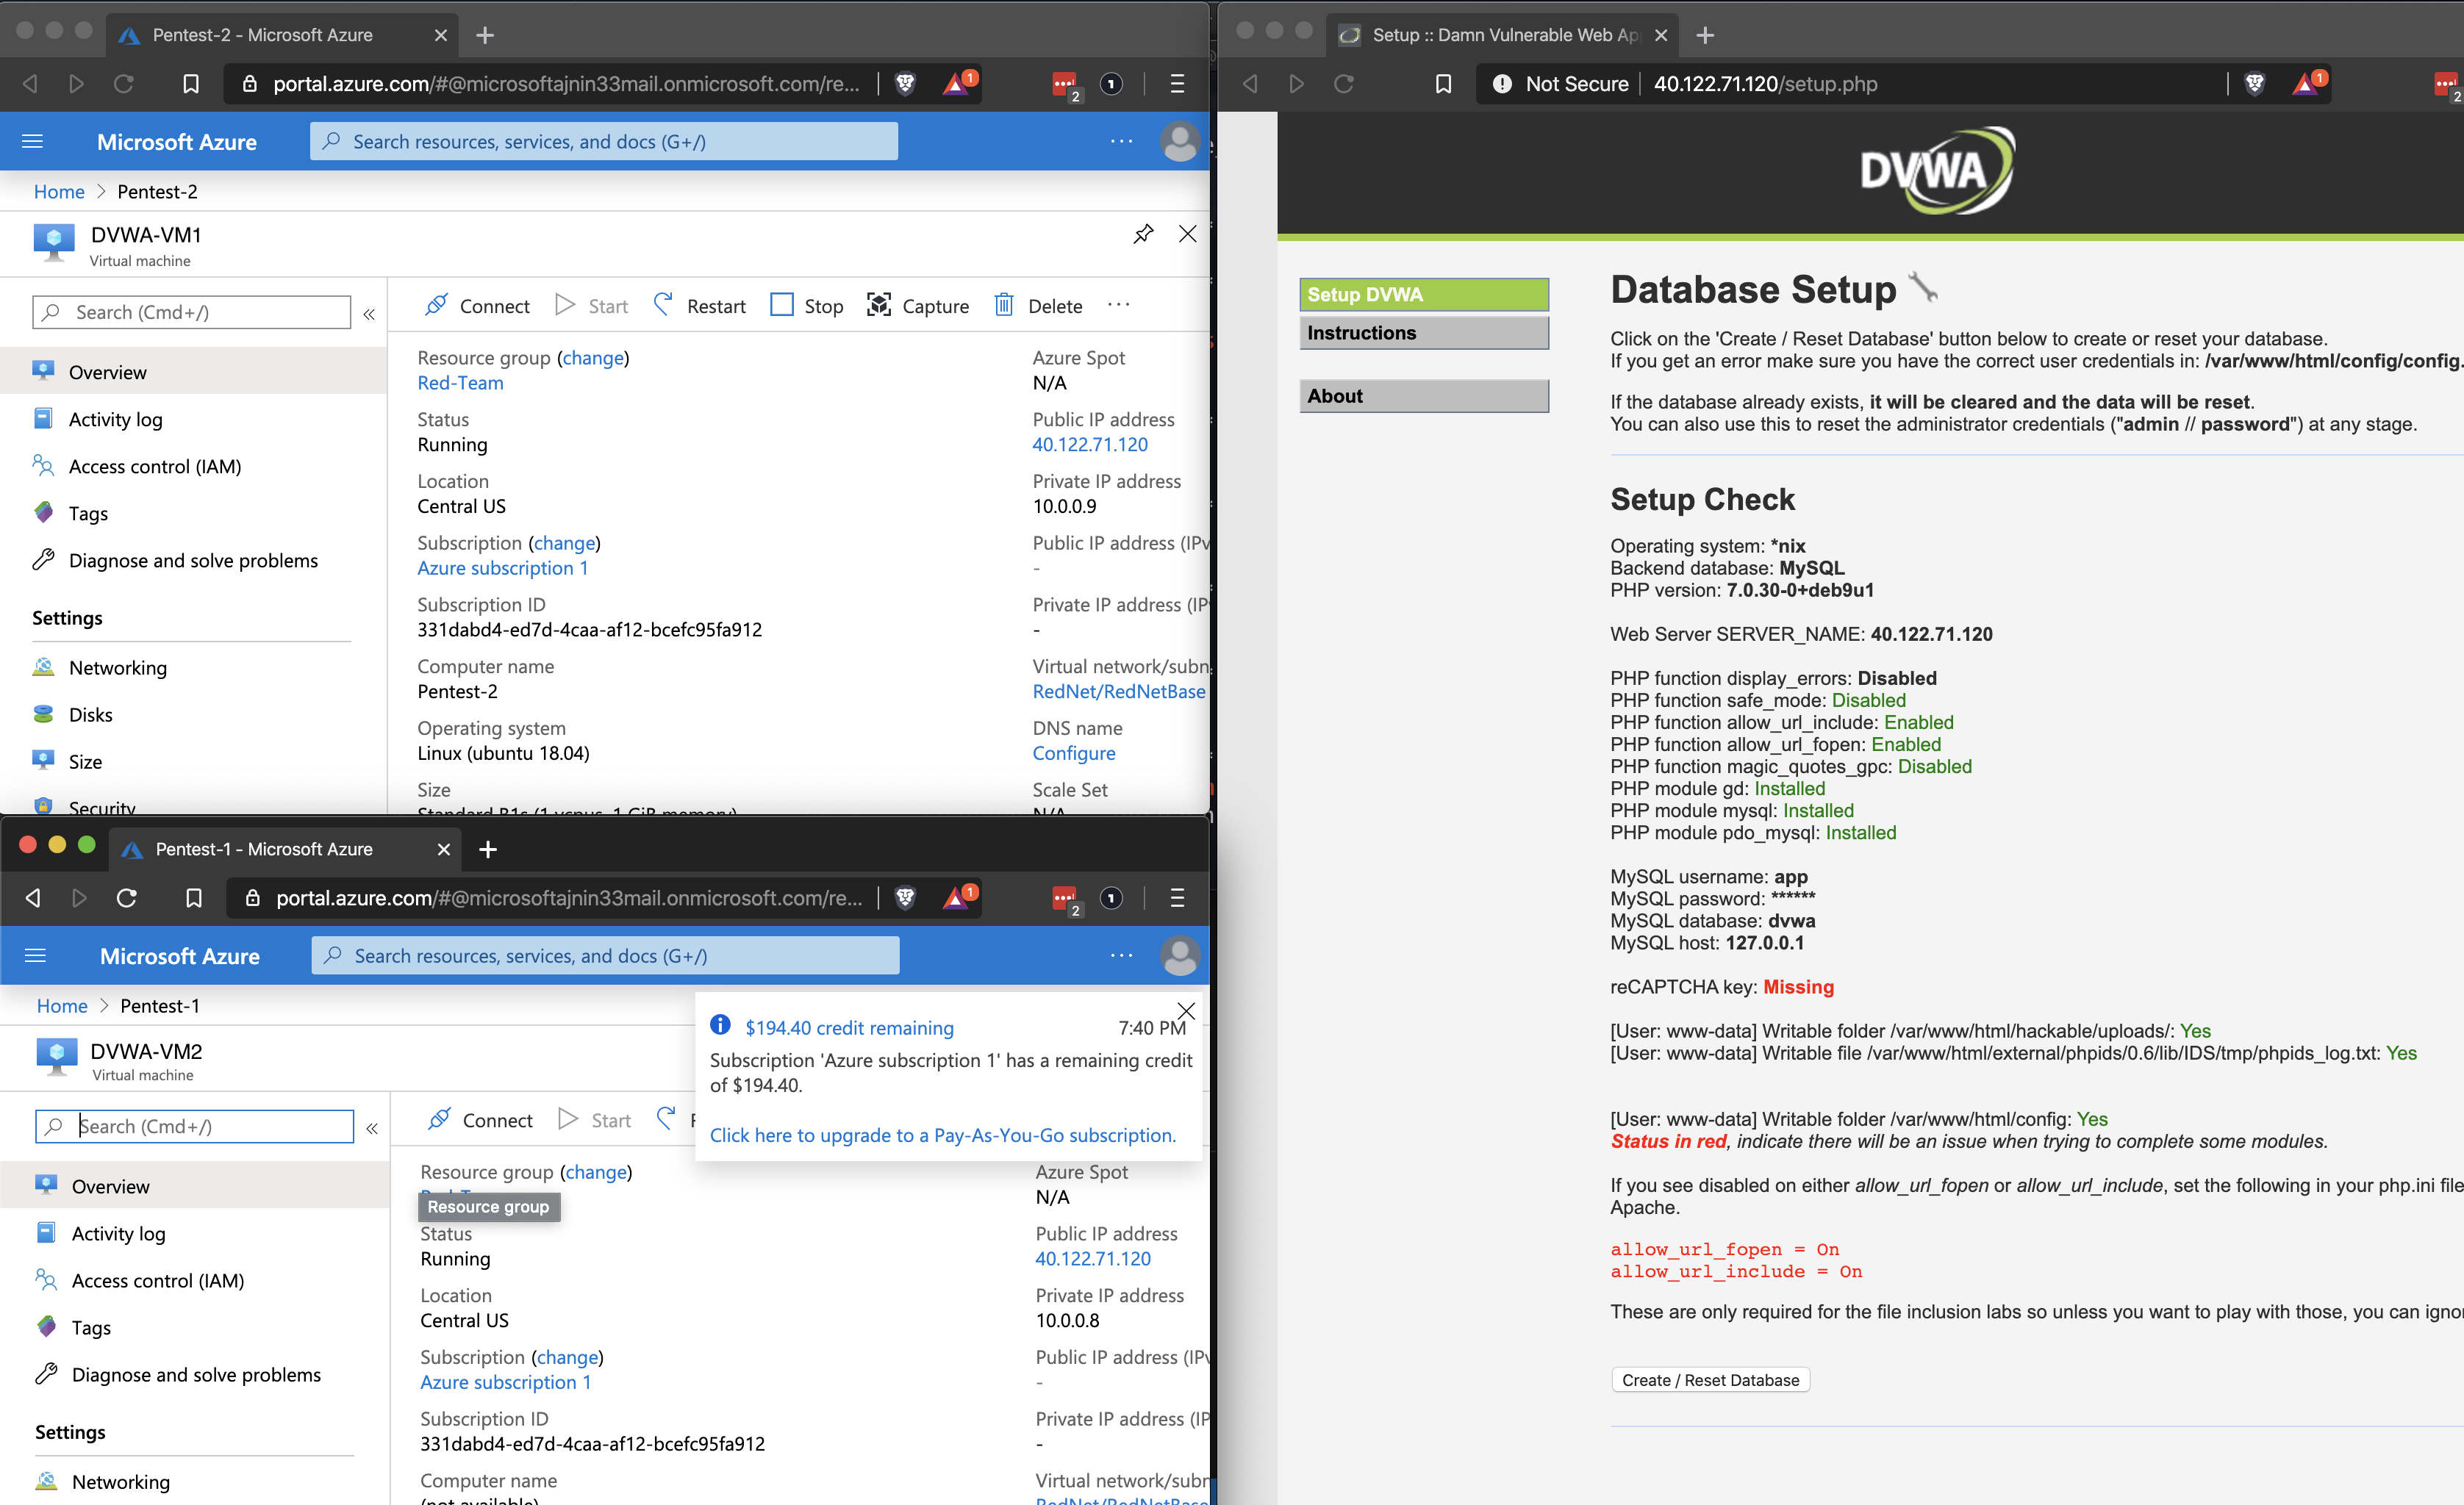 Pentest-2 - Microsoft Azure
portal.azure.com/#@microsoftajnin33mail.onmicrosoft.com/re...
1
2
1
Microsoft Azure
Search resources, services, and docs (G+/)
Home > Pentest-2
DVWA-VM1
Virtual machine
Search (Cmd+/)
Overview
Activity log
Access control (IAM)
Tags
Diagnose and solve problems
Settings
Networking
Disks
Size
Security
Connect
Start
Restart
Stop
Capture
Delete
Resource group (change)
Red-Team
Status
Running
Location
Central US
Subscription (change)
Azure subscription 1
Subscription ID
331dabd4-ed7d-4caa-af12-bcefc95fa912
Computer name
Pentest-2
Operating system
Linux (ubuntu 18.04)
Size
Standard B1s (1 vcpus, 1 GiB memory)
Azure Spot
N/A
Public IP address
40.122.71.120
Private IP address
10.0.0.9
Public IP address (IPv
-
Private IP address (IP
-
Virtual network/subn
RedNet/RedNetBase
DNS name
Configure
Scale Set
N/A
Pentest-1 - Microsoft Azure
portal.azure.com/#@microsoftajnin33mail.onmicrosoft.com/re...
1
2
1
Microsoft Azure
Search resources, services, and docs (G+/)
Home > Pentest-1
DVWA-VM2
Virtual machine
Search (Cmd+/)
Overview
Activity log
Access control (IAM)
Tags
Diagnose and solve problems
Settings
Networking
Connect
Start
$194.40 credit remaining
7:40 PM
Subscription 'Azure subscription 1' has a remaining credit
of $194.40.
Click here to upgrade to a Pay-As-You-Go subscription.
Resource group (change)
Resource group
Status
Running
Location
Central US
Subscription (change)
Azure subscription 1
Subscription ID
331dabd4-ed7d-4caa-af12-bcefc95fa912
Computer name
(not available)
Azure Spot
N/A
Public IP address
40.122.71.120
Private IP address
10.0.0.8
Public IP address (IPv
-
Private IP address (IP
-
Virtual network/subn
RedNet/RedNetBase
Setup :: Damn Vulnerable Web Ap
Not Secure
40.122.71.120/setup.php
1
2
DVWA
Setup DVWA
Instructions
About
Database Setup
Click on the 'Create / Reset Database' button below to create or reset your database.
If you get an error make sure you have the correct user credentials in: /var/www/html/config/config.
If the database already exists, it will be cleared and the data will be reset.
You can also use this to reset the administrator credentials ("admin // password") at any stage.
Setup Check
Operating system: *nix
Backend database: MySQL
PHP version: 7.0.30-0+deb9u1
Web Server SERVER_NAME: 40.122.71.120
PHP function display_errors: Disabled
PHP function safe_mode: Disabled
PHP function allow_url_include: Enabled
PHP function allow_url_fopen: Enabled
PHP function magic_quotes_gpc: Disabled
PHP module gd: Installed
PHP module mysql: Installed
PHP module pdo_mysql: Installed
MySQL username: app
MySQL password: ******
MySQL database: dvwa
MySQL host: 127.0.0.1
reCAPTCHA key: Missing
[User: www-data] Writable folder /var/www/html/hackable/uploads/: Yes
[User: www-data] Writable file /var/www/html/external/phpids/0.6/lib/IDS/tmp/phpids_log.txt: Yes
[User: www-data] Writable folder /var/www/html/config: Yes
Status in red, indicate there will be an issue when trying to complete some modules.
If you see disabled on either allow_url_fopen or allow_url_include, set the following in your php.ini file
Apache.
allow_url_fopen = On
allow_url_include = On
These are only required for the file inclusion labs so unless you want to play with those, you can igno
Create / Reset Database